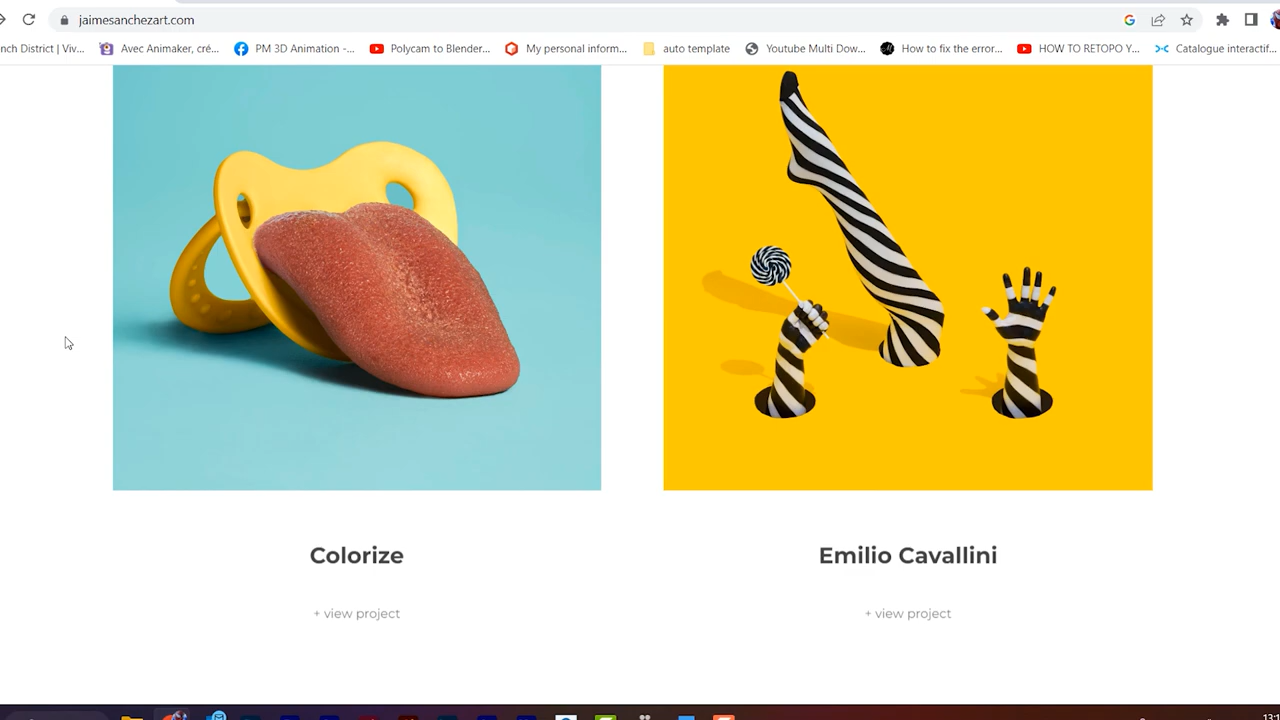 jaimesanchezart.com
nch District | Viv...
Avec Animaker, cré...
PM 3D Animation -...
Polycam to Blender...
My personal inform...
auto template
Youtube Multi Dow...
How to fix the error...
HOW TO RETOPO Y...
Catalogue interactif...
Colorize
Emilio Cavallini
+ view project
+ view project